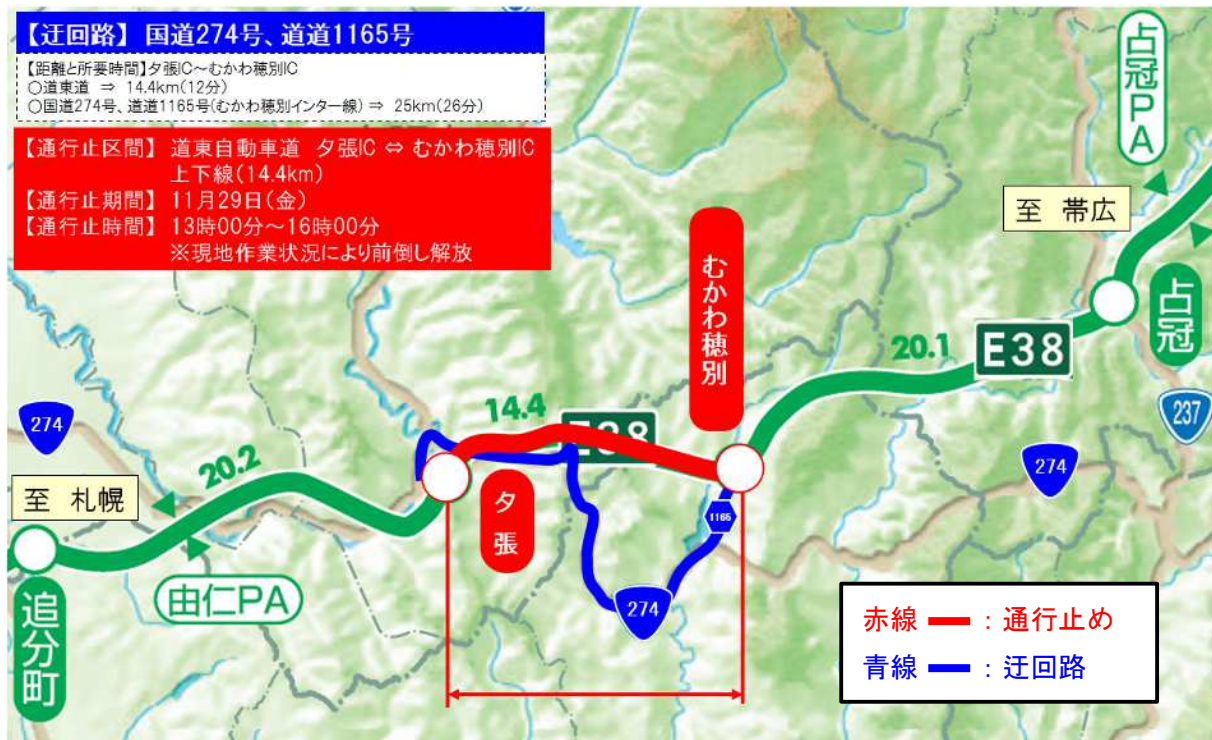 【迂回路】 国道274号、道道1165号
【距離と所要時間】夕張IC～むかわ穂別IC
○道東道 ⇒ 14.4km(12分)
○国道274号、道道1165号(むかわ穂別インター線) ⇒ 25km(26分)
【通行止区間】 道東自動車道 夕張IC ⇔ むかわ穂別IC
上下線(14.4km)
【通行止期間】 11月29日(金)
【通行止時間】 13時00分～16時00分
※現地作業状況により前倒し解放
占冠PA
至 帯広
むかわ穂別
占冠
20.1
E38
237
14.4
E38
274
274
20.2
至 札幌
夕張
1165
由仁PA
追分町
274
赤線 ━ : 通行止め
青線 ━ : 迂回路